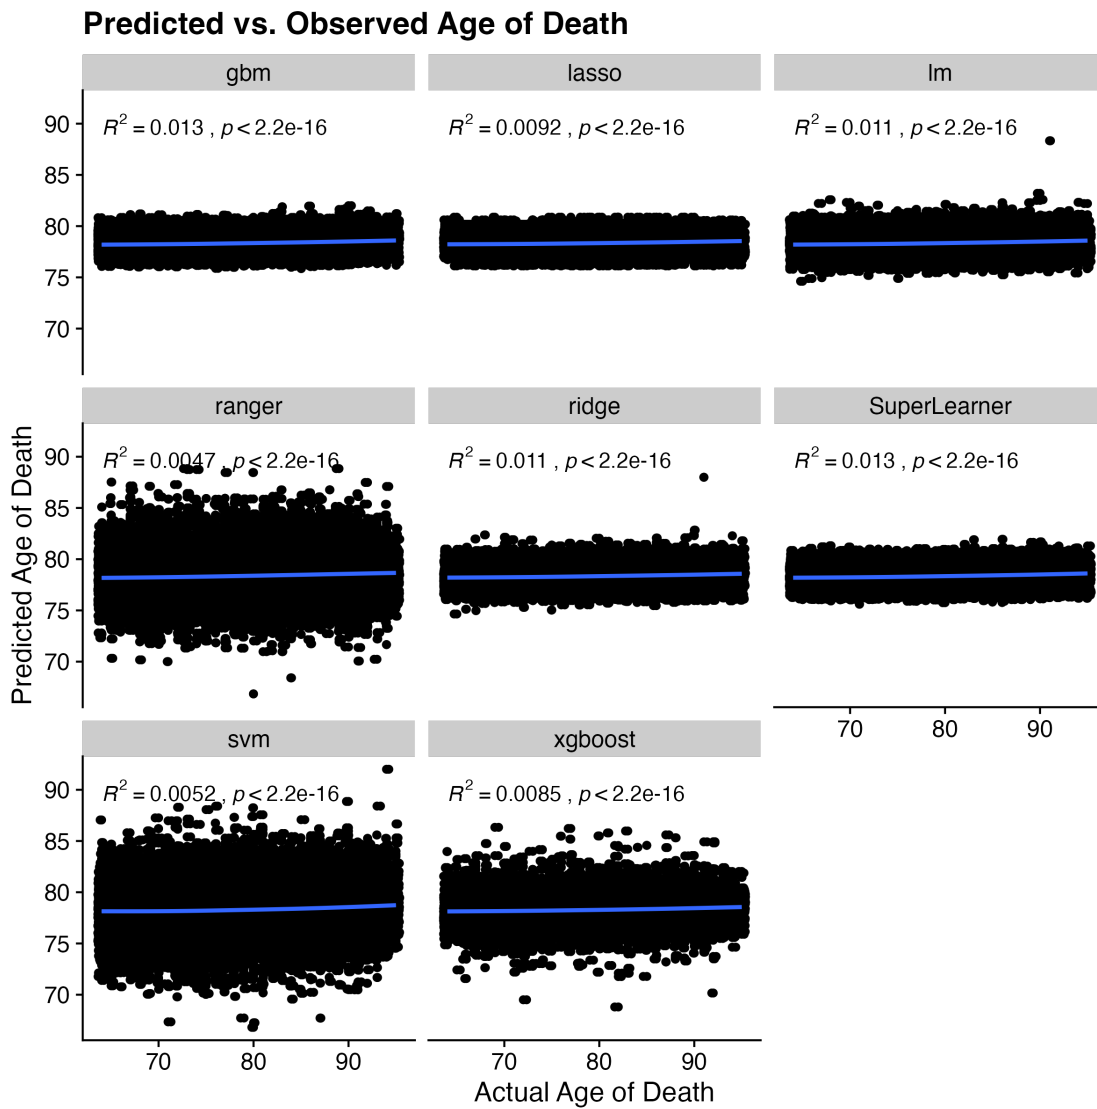 Predicted vs. Observed Age of Death
gbm
lasso
lm
R² = 0.013 , p < 2.2e-16
R² = 0.0092 , p < 2.2e-16
R² = 0.011 , p < 2.2e-16
90
85
80
75
70
ranger
ridge
SuperLearner
R² = 0.0047 , p < 2.2e-16
R² = 0.011 , p < 2.2e-16
R² = 0.013 , p < 2.2e-16
90
85
80
75
70
Predicted Age of Death
70 80 90
svm
xgboost
R² = 0.0052 , p < 2.2e-16
R² = 0.0085 , p < 2.2e-16
90
85
80
75
70
70 80 90
70 80 90
Actual Age of Death